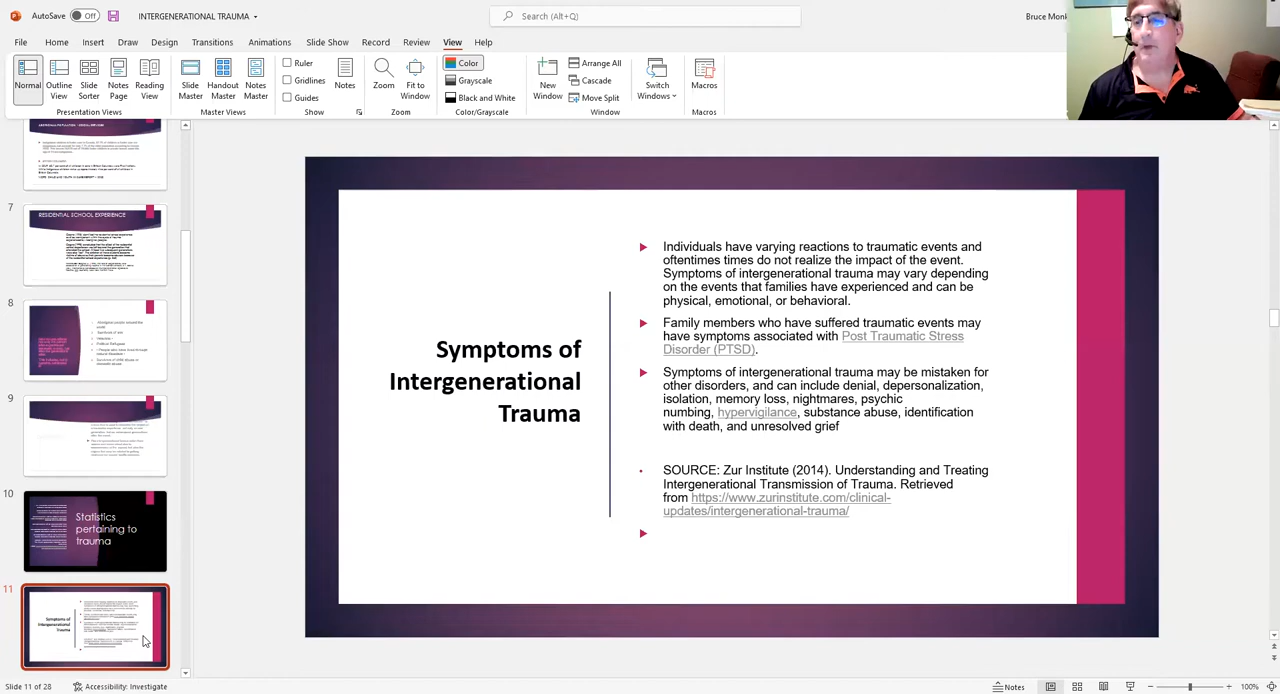 AutoSave Off INTERGENERATIONAL TRAUMA Search (Alt+Q) Bruce Monk
File Home Insert Draw Design Transitions Animations Slide Show Record Review View Help
Normal Outline View Slide Sorter Notes Page Reading View
Presentation Views
Slide Master Handout Master Notes Master
Master Views
Ruler
Gridlines
Guides
Show
Notes
Zoom Fit to Window
Zoom
Color
Grayscale
Black and White
Color/Grayscale
New Window
Arrange All
Cascade
Move Split
Switch Windows
Window
Macros
Macros
7
RESIDENTIAL SCHOOL EXPERIENCE
8
9
10
Statistics
pertaining to
trauma
11
Symptoms of
Intergenerational
Trauma
Symptoms of
Intergenerational
Trauma
Individuals have varying reactions to traumatic events and
oftentimes times do not realize the impact of the event.
Symptoms of intergenerational trauma may vary depending
on the events that families have experienced and can be
physical, emotional, or behavioral.
Family members who have suffered traumatic events may
have symptoms associated with Post Traumatic Stress
Disorder (PTSD).
Symptoms of intergenerational trauma may be mistaken for
other disorders, and can include denial, depersonalization,
isolation, memory loss, nightmares, psychic
numbing, hypervigilance, substance abuse, identification
with death, and unresolved grief
SOURCE: Zur Institute (2014). Understanding and Treating
Intergenerational Transmission of Trauma. Retrieved
from https://www.zurinstitute.com/clinical-
updates/intergenerational-trauma/
Slide 11 of 28 Accessibility: Investigate Notes 100%